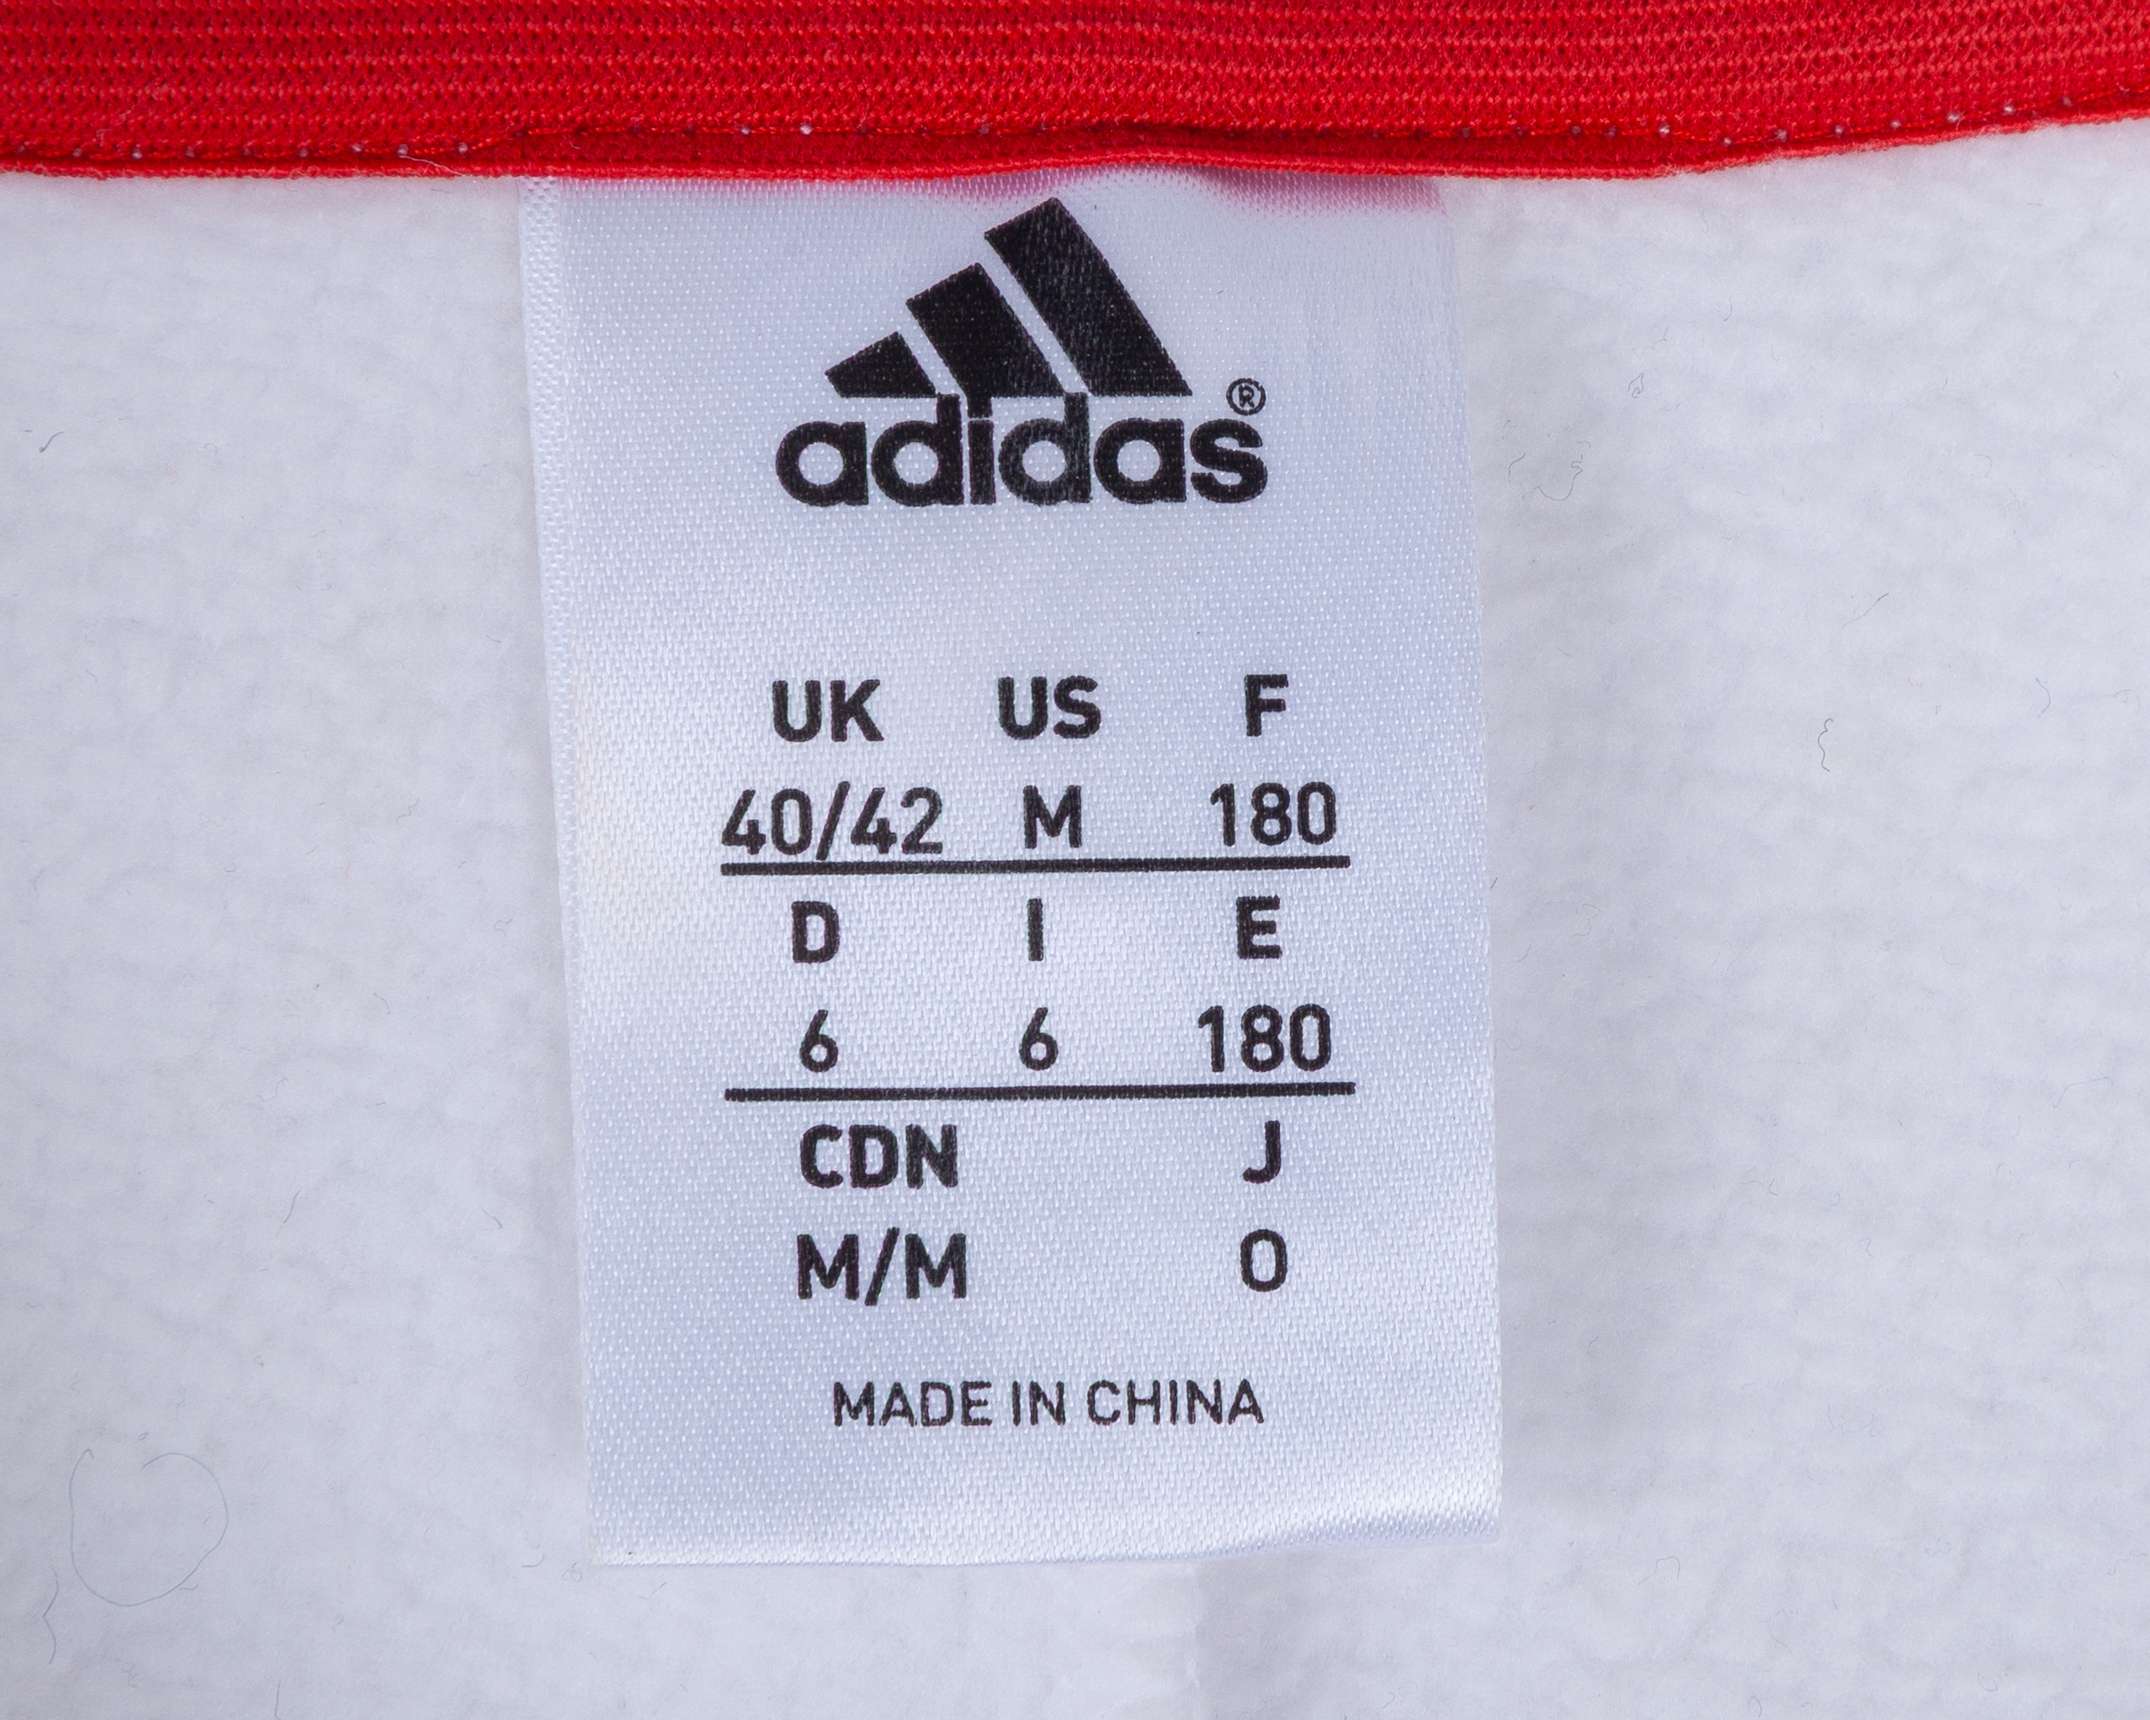 adidas®
UK US F
40/42 M 180
D I E
6 6 180
CDN J
M/M O
MADE IN CHINA